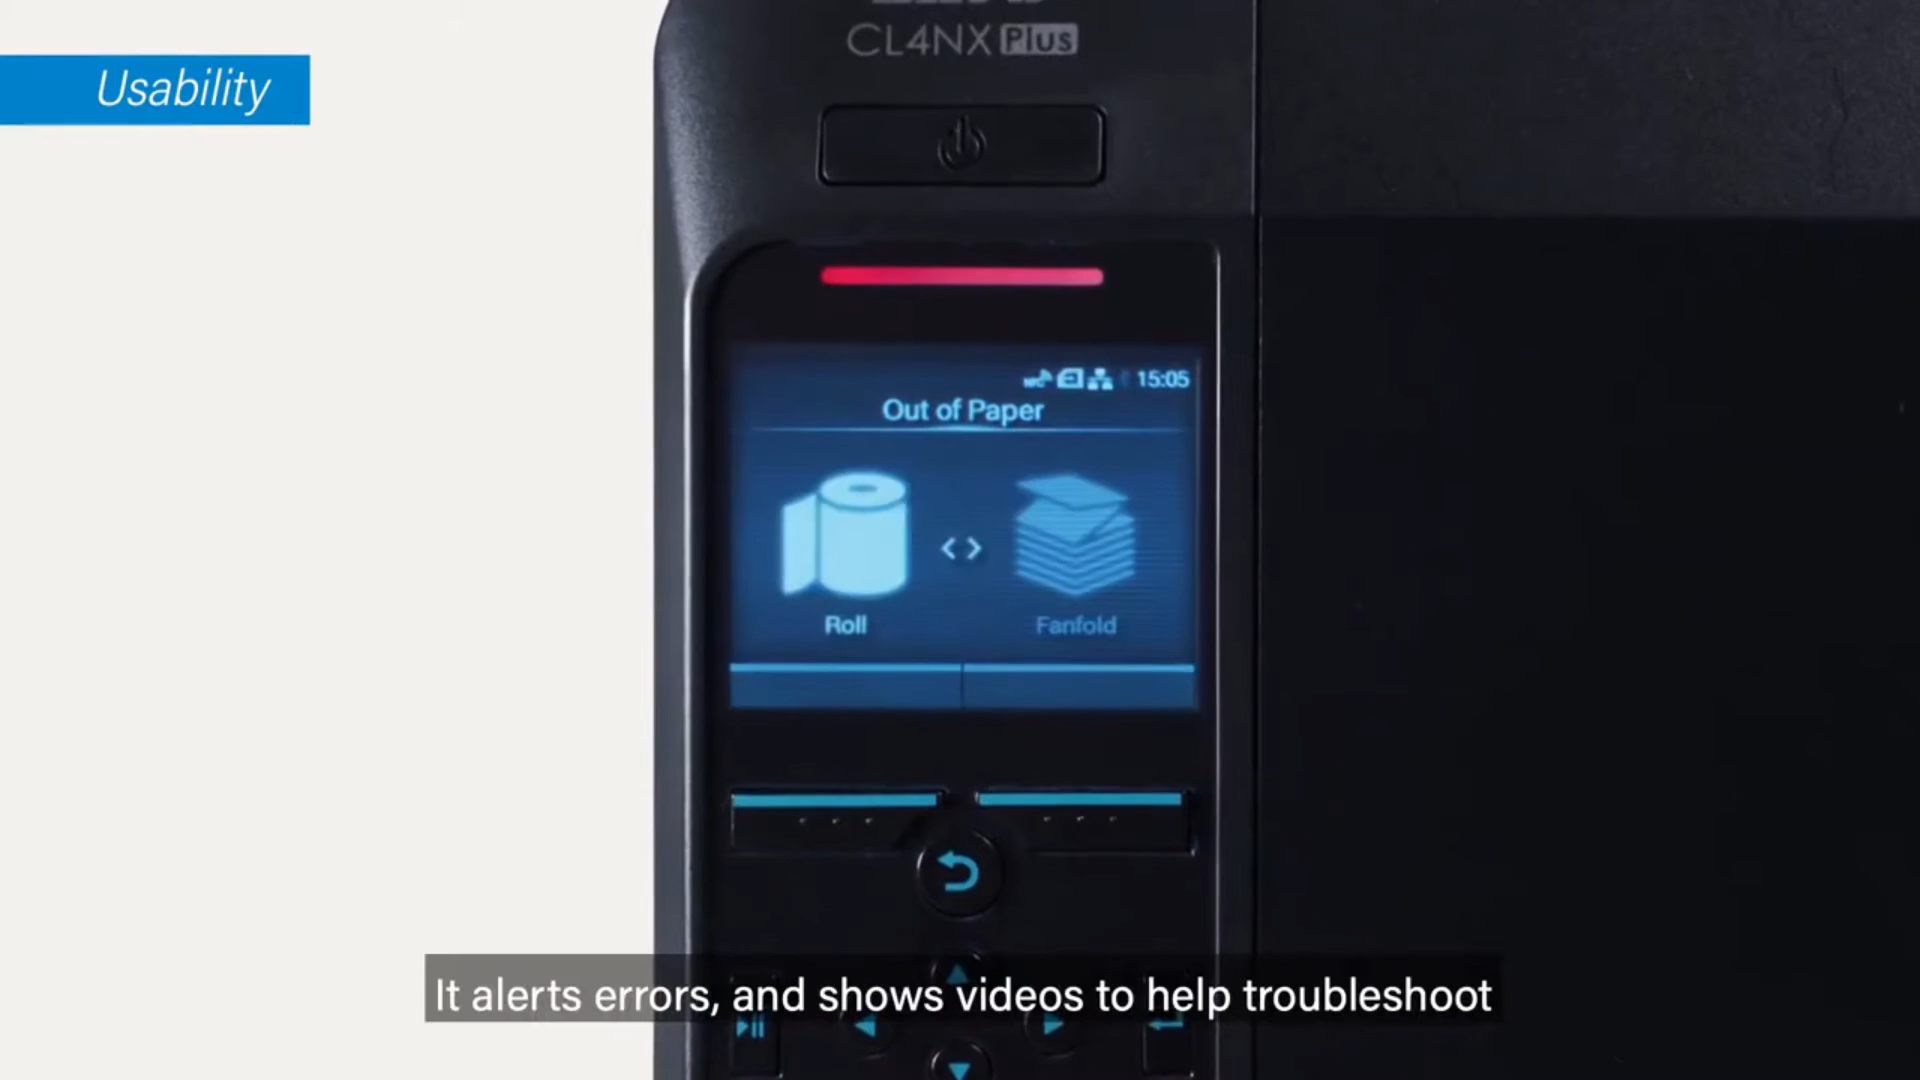 CL4NX Plus
Usability
15:05
Out of Paper
Roll
Fanfold
It alerts errors, and shows videos to help troubleshoot